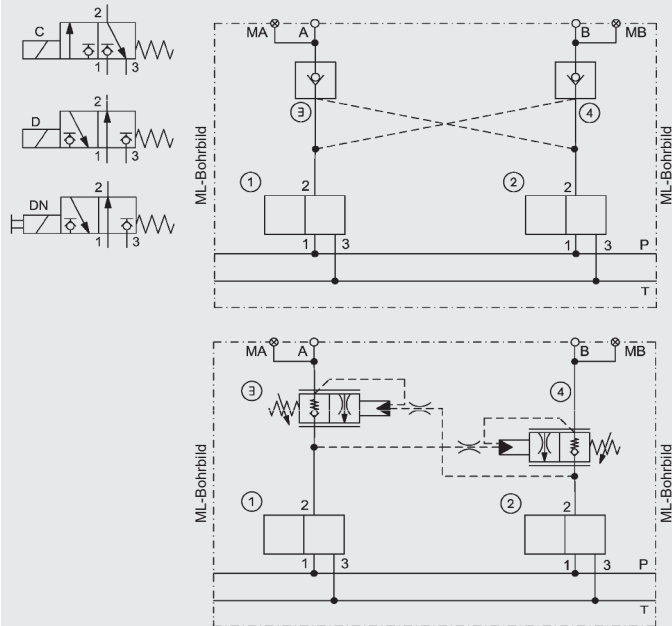 2
C
1 3
2
D
1 3
2
DN
1 3
MA A B MB
ML-Bohrbild ML-Bohrbild
3 4
1 2 2 2
1 3 1 3 P
T
MA A B MB
3 4
ML-Bohrbild ML-Bohrbild
1 2 2 2
1 3 1 3 P
T